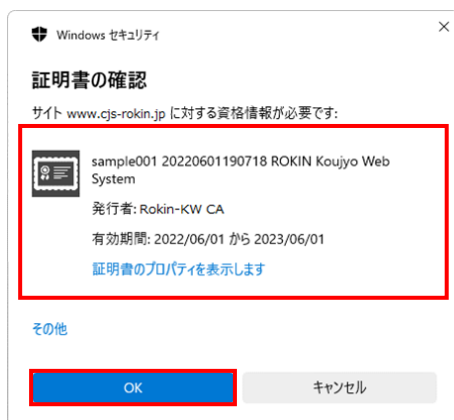 Windows セキュリティ
証明書の確認
サイト www.cjs-rokin.jp に対する資格情報が必要です:
sample001 20220601190718 ROKIN Koujyo Web
System
発行者: Rokin-KW CA
有効期間: 2022/06/01 から 2023/06/01
証明書のプロパティを表示します
その他
OK
キャンセル